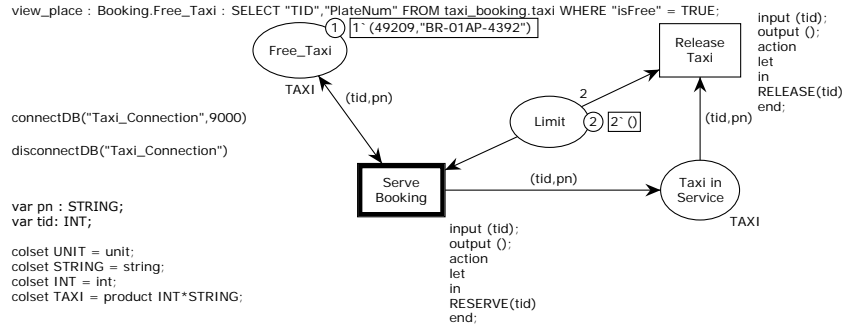 view_place : Booking.Free_Taxi : SELECT "TID","PlateNum" FROM taxi_booking.taxi WHERE "isFree" = TRUE;
1
1`(49209,"BR-01AP-4392")
Free_Taxi
TAXI
(tid,pn)
Release
Taxi
input (tid);
output ();
action
let
in
RELEASE(tid)
end;
2
Limit
2
2`()
(tid,pn)
connectDB("Taxi_Connection",9000)
disconnectDB("Taxi_Connection")
Serve
Booking
(tid,pn)
Taxi in
Service
TAXI
var pn : STRING;
var tid: INT;
colset UNIT = unit;
colset STRING = string;
colset INT = int;
colset TAXI = product INT*STRING;
input (tid);
output ();
action
let
in
RESERVE(tid)
end;